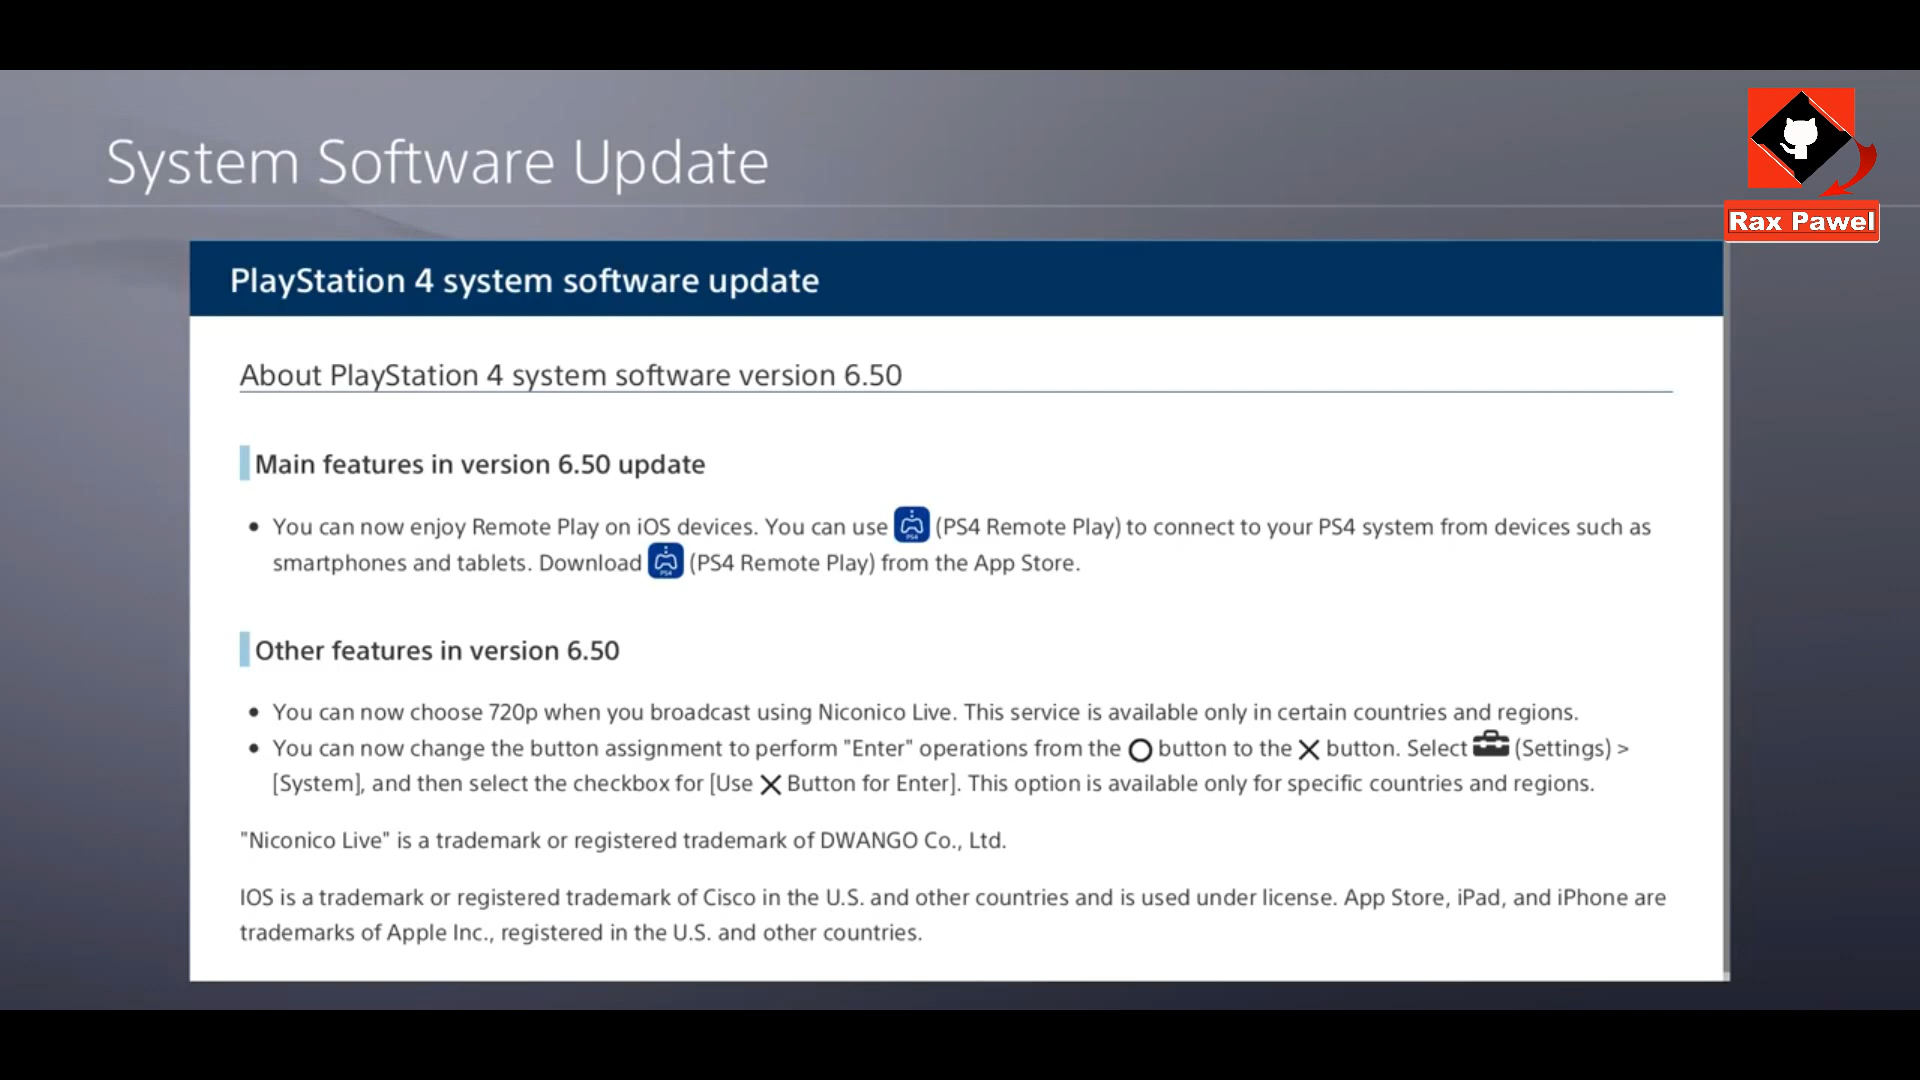 System Software Update
Rax Pawel
PlayStation 4 system software update
About PlayStation 4 system software version 6.50
Main features in version 6.50 update
• You can now enjoy Remote Play on iOS devices. You can use (PS4 Remote Play) to connect to your PS4 system from devices such as
smartphones and tablets. Download (PS4 Remote Play) from the App Store.
Other features in version 6.50
• You can now choose 720p when you broadcast using Niconico Live. This service is available only in certain countries and regions.
• You can now change the button assignment to perform "Enter" operations from the button to the button. Select (Settings) >
[System], and then select the checkbox for [Use Button for Enter]. This option is available only for specific countries and regions.
"Niconico Live" is a trademark or registered trademark of DWANGO Co., Ltd.
IOS is a trademark or registered trademark of Cisco in the U.S. and other countries and is used under license. App Store, iPad, and iPhone are
trademarks of Apple Inc., registered in the U.S. and other countries.